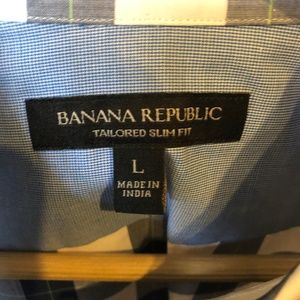 BANANA REPUBLIC
TAILORED SLIM FIT
L
MADE IN
INDIA